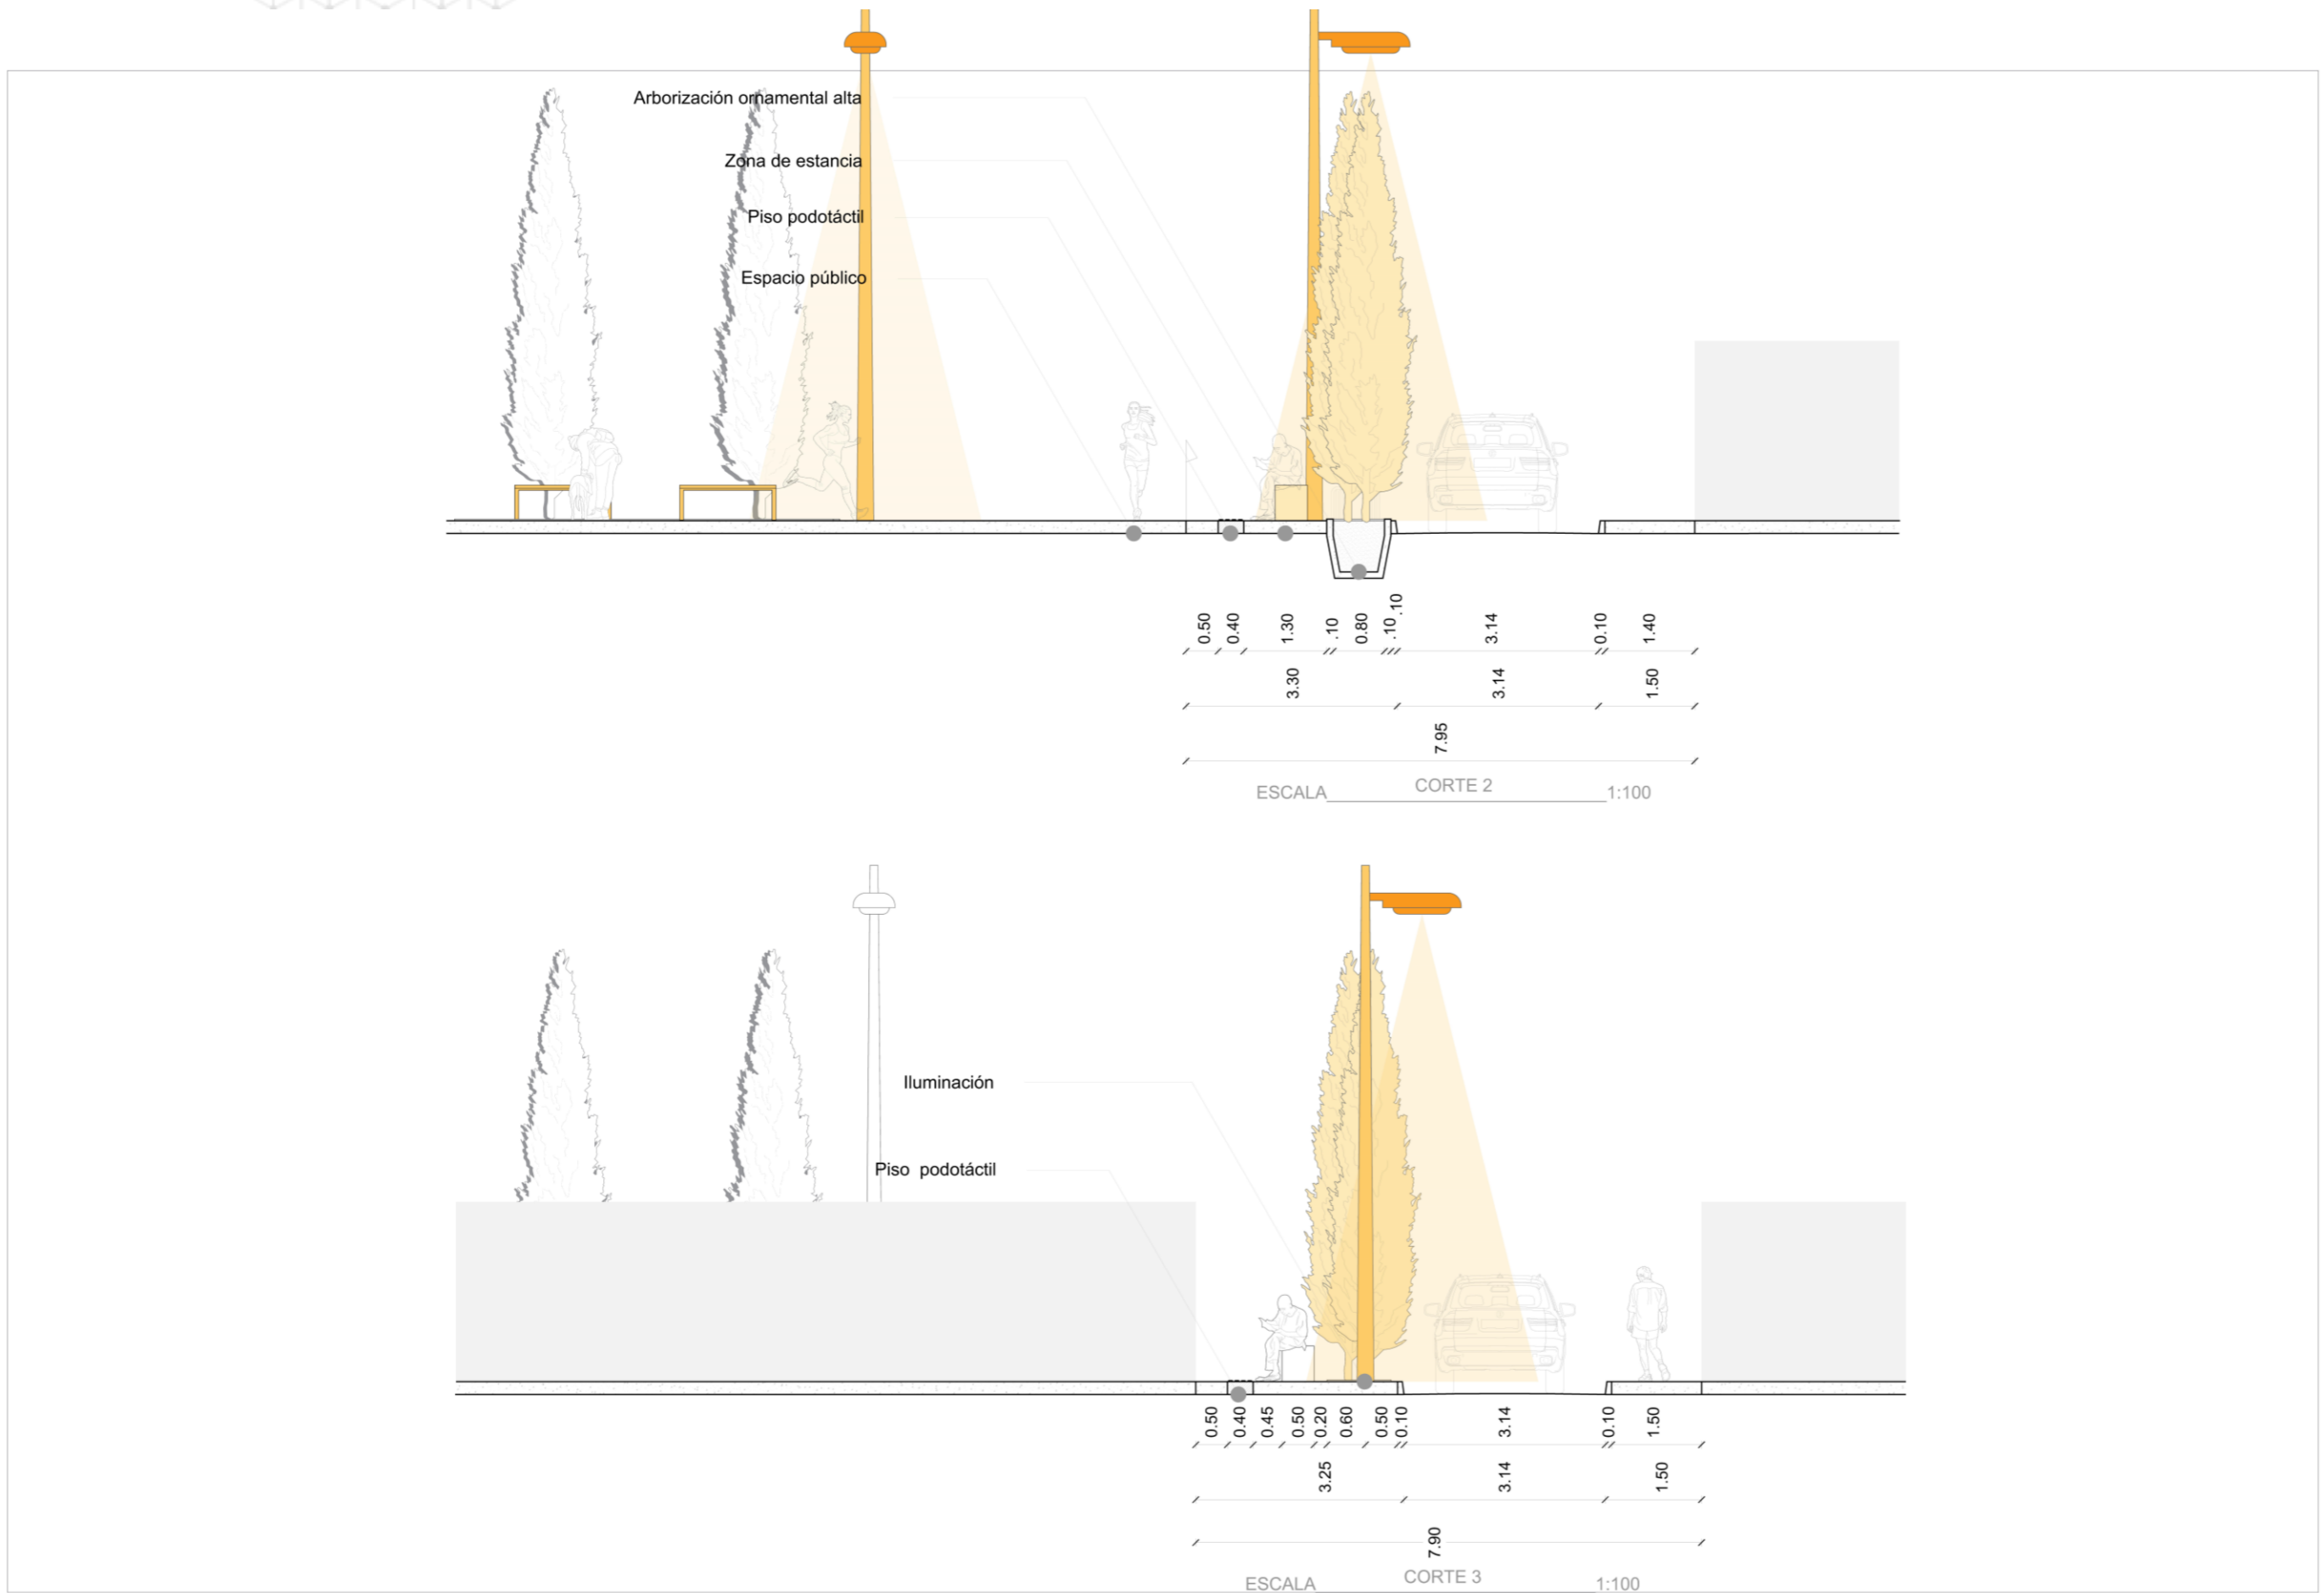 Arborización ornamental alta
Zona de estancia
Piso podotáctil
Espacio público
0.50 0.40 1.30 .10 0.80 .10 .10 3.14 0.10 1.40
3.30 3.14 1.50
7.95
ESCALA CORTE 2 1:100
Iluminación
Piso podotáctil
0.50 0.40 0.45 0.50 0.20 0.60 0.50 0.10 3.14 0.10 1.50
3.25 3.14 1.50
7.90
ESCALA CORTE 3 1:100